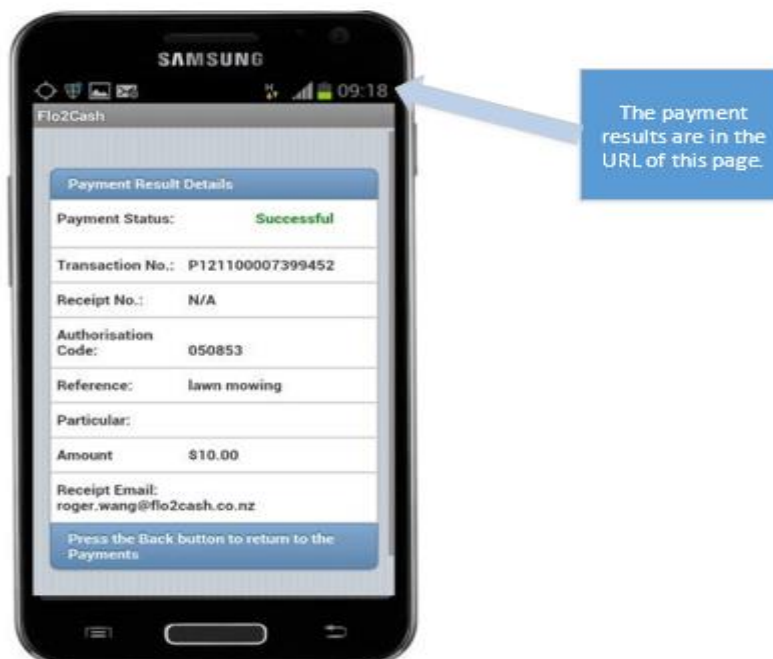 SAMSUNG
09:18
Flo2Cash
Payment Result Details
Payment Status: Successful
Transaction No.: P121100007399452
Receipt No.: N/A
Authorisation
Code: 050853
Reference: lawn mowing
Particular:
Amount $10.00
Receipt Email:
roger.wang@flo2cash.co.nz
Press the Back button to return to the
Payments
The payment
results are in the
URL of this page.